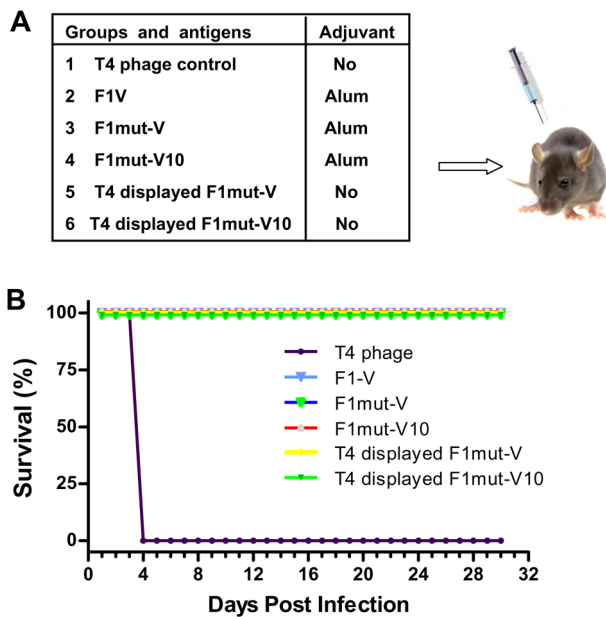 A
Groups and antigens Adjuvant
1 T4 phage control No
2 F1V Alum
3 F1mut-V Alum
4 F1mut-V10 Alum
5 T4 displayed F1mut-V No
6 T4 displayed F1mut-V10 No
B
100
75
50
25
0
Survival (%)
T4 phage
F1-V
F1mut-V
F1mut-V10
T4 displayed F1mut-V
T4 displayed F1mut-V10
0 4 8 12 16 20 24 28 32
Days Post Infection